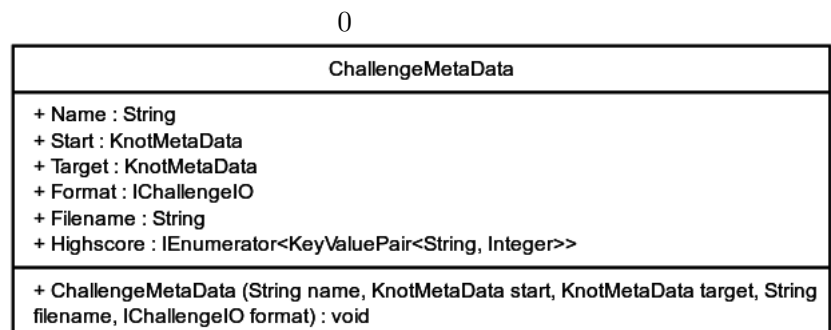 0
ChallengeMetaData
+ Name : String
+ Start : KnotMetaData
+ Target : KnotMetaData
+ Format : IChallengeIO
+ Filename : String
+ Highscore : IEnumerator<KeyValuePair<String, Integer>>
+ ChallengeMetaData (String name, KnotMetaData start, KnotMetaData target, String
filename, IChallengeIO format) : void